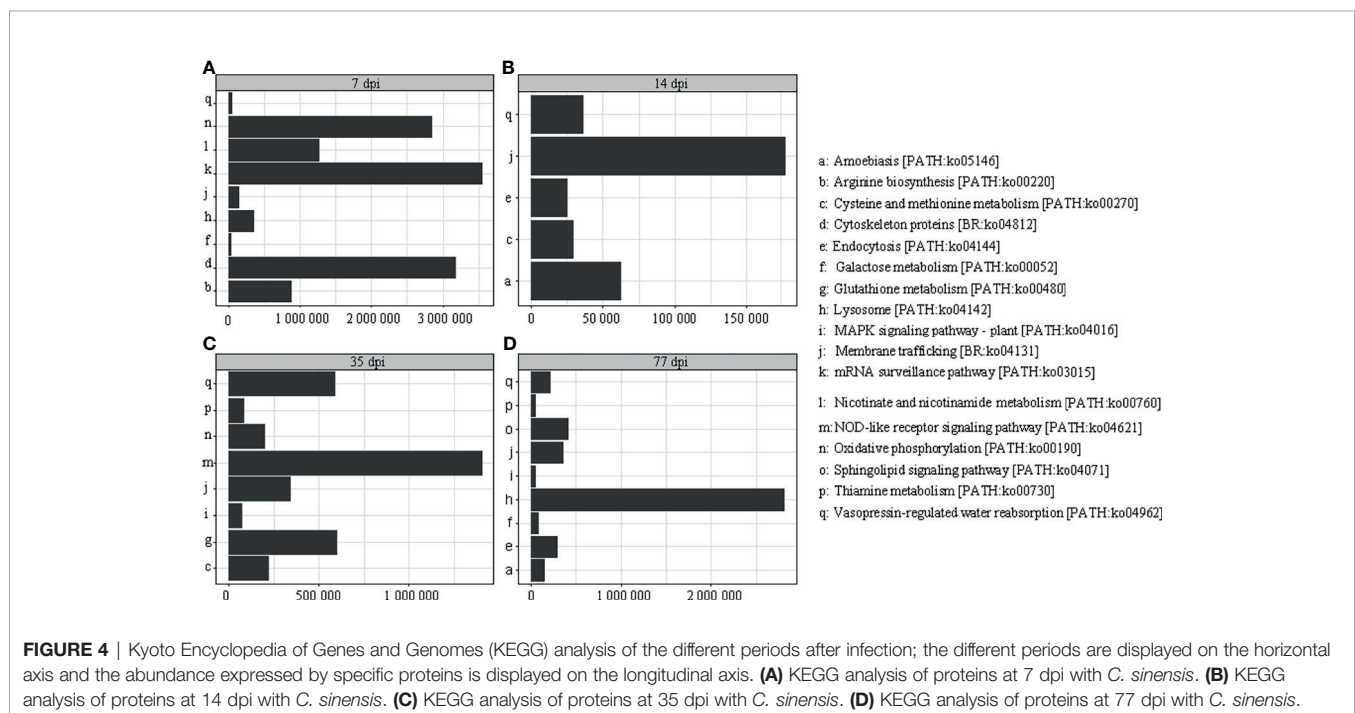 A
7 dpi
q
n
l
k
j
h
f
d
b
0 1 000 000 2 000 000 3 000 000
B
14 dpi
q
j
e
c
a
0 50 000 100 000 150 000
C
35 dpi
q
p
n
m
j
i
g
c
0 500 000 1 000 000
D
77 dpi
q
p
o
j
i
h
f
e
a
0 1 000 000 2 000 000
a: Amoebiasis [PATH:ko05146]
b: Arginine biosynthesis [PATH:ko00220]
c: Cysteine and methionine metabolism [PATH:ko00270]
d: Cytoskeleton proteins [BR:ko04812]
e: Endocytosis [PATH:ko04144]
f: Galactose metabolism [PATH:ko00052]
g: Glutathione metabolism [PATH:ko00480]
h: Lysosome [PATH:ko04142]
i: MAPK signaling pathway - plant [PATH:ko04016]
j: Membrane trafficking [BR:ko04131]
k: mRNA surveillance pathway [PATH:ko03015]
l: Nicotinate and nicotinamide metabolism [PATH:ko00760]
m: NOD-like receptor signaling pathway [PATH:ko04621]
n: Oxidative phosphorylation [PATH:ko00190]
o: Sphingolipid signaling pathway [PATH:ko04071]
p: Thiamine metabolism [PATH:ko00730]
q: Vasopressin-regulated water reabsorption [PATH:ko04962]
FIGURE 4 | Kyoto Encyclopedia of Genes and Genomes (KEGG) analysis of the different periods after infection; the different periods are displayed on the horizontal
axis and the abundance expressed by specific proteins is displayed on the longitudinal axis. (A) KEGG analysis of proteins at 7 dpi with C. sinensis. (B) KEGG
analysis of proteins at 14 dpi with C. sinensis. (C) KEGG analysis of proteins at 35 dpi with C. sinensis. (D) KEGG analysis of proteins at 77 dpi with C. sinensis.